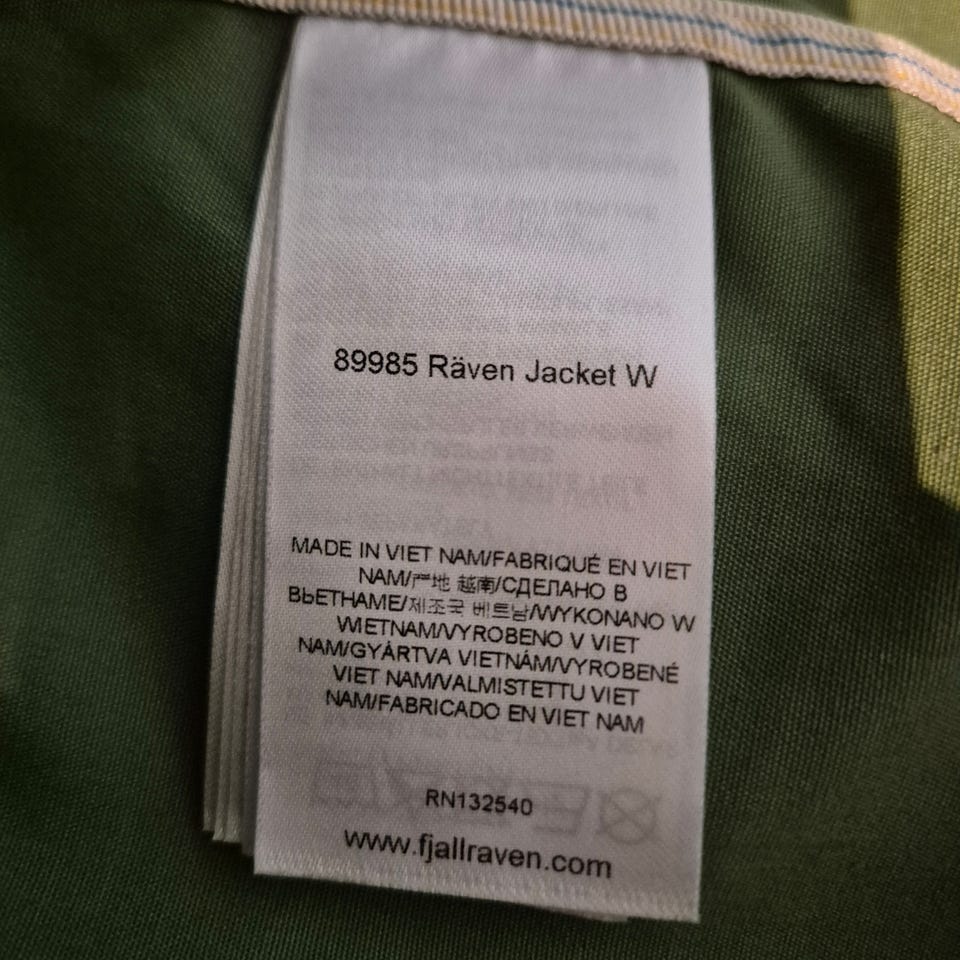 89985 Räven Jacket W
MADE IN VIET NAM/FABRIQUÉ EN VIET
NAM/产地 越南/СДЕЛАНО В
ВЬЕТНАМЕ/제조국 베트남/WYKONANO W
WIETNAM/VYROBENO V VIET
NAM/GYÁRTVA VIETNÁM/VYROBENÉ
VIET NAM/VALMISTETTU VIET
NAM/FABRICADO EN VIET NAM
RN132540
www.fjallraven.com